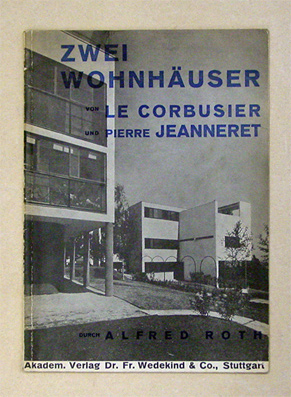 ZWEI
WOHNHÄUSER
VON LE CORBUSIER
UND PIERRE JEANNERET
DURCH ALFRED ROTH
Akadem. Verlag Dr. Fr. Wedekind & Co., Stuttgart